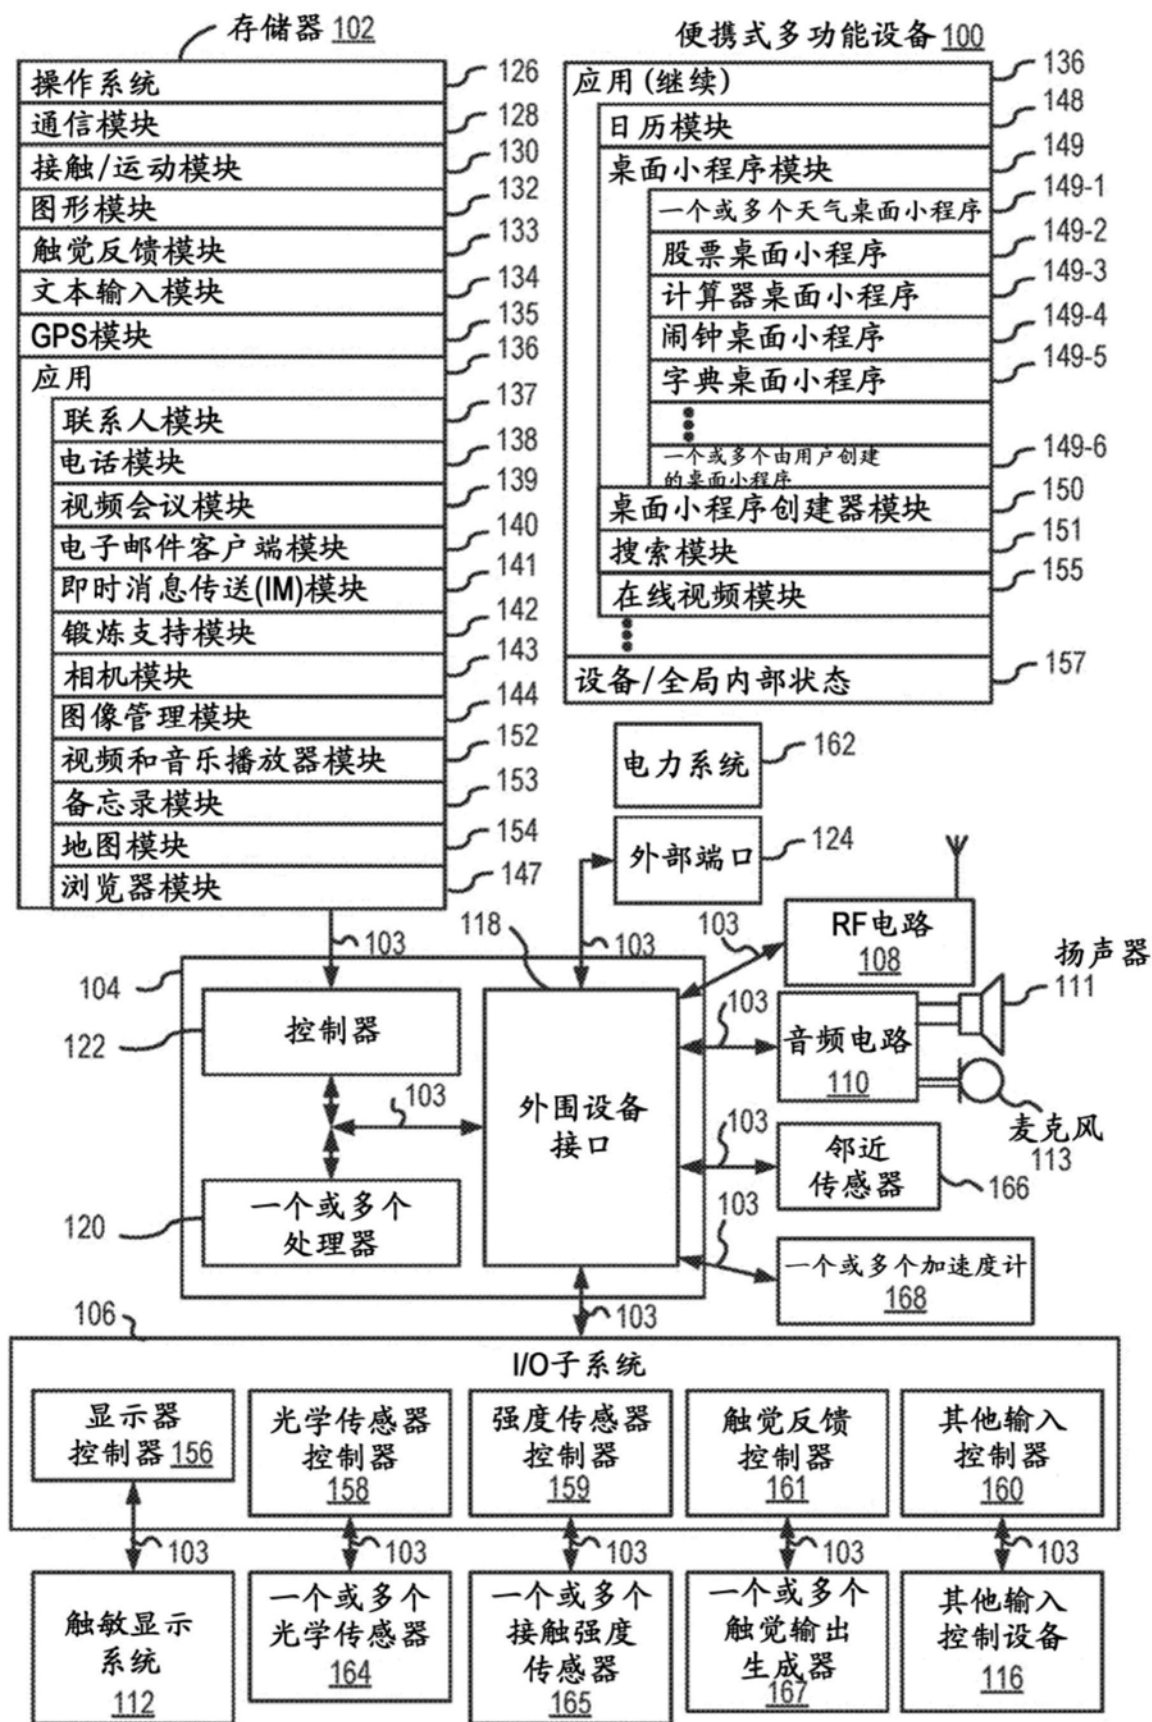 存储器 102
操作系统 126
通信模块 128
接触/运动模块 130
图形模块 132
触觉反馈模块 133
文本输入模块 134
GPS模块 135
应用 136
联系人模块 137
电话模块 138
视频会议模块 139
电子邮件客户端模块 140
即时消息传送(IM)模块 141
锻炼支持模块 142
相机模块 143
图像管理模块 144
视频和音乐播放器模块 152
备忘录模块 153
地图模块 154
浏览器模块 147
便携式多功能设备 100
应用(继续) 136
日历模块 148
桌面小程序模块 149
一个或多个天气桌面小程序 149-1
股票桌面小程序 149-2
计算器桌面小程序 149-3
闹钟桌面小程序 149-4
字典桌面小程序 149-5
一个或多个由用户创建
的桌面小程序 149-6
桌面小程序创建器模块 150
搜索模块 151
在线视频模块 155
设备/全局内部状态 157
电力系统 162
外部端口 124
103
118
103
103
RF电路
108
扬声器
111
104
122
控制器
103
音频电路
110
103
外围设备
接口
麦克风
113
103
邻近
传感器
166
120
一个或多个
处理器
103
一个或多个加速度计
168
103
106
I/O子系统
显示器
控制器 156
光学传感器
控制器
158
强度传感器
控制器
159
触觉反馈
控制器
161
其他输入
控制器
160
103
103
103
103
103
触敏显示
系统
112
一个或多个
光学传感器
164
一个或多个
接触强度
传感器
165
一个或多个
触觉输出
生成器
167
其他输入
控制设备
116